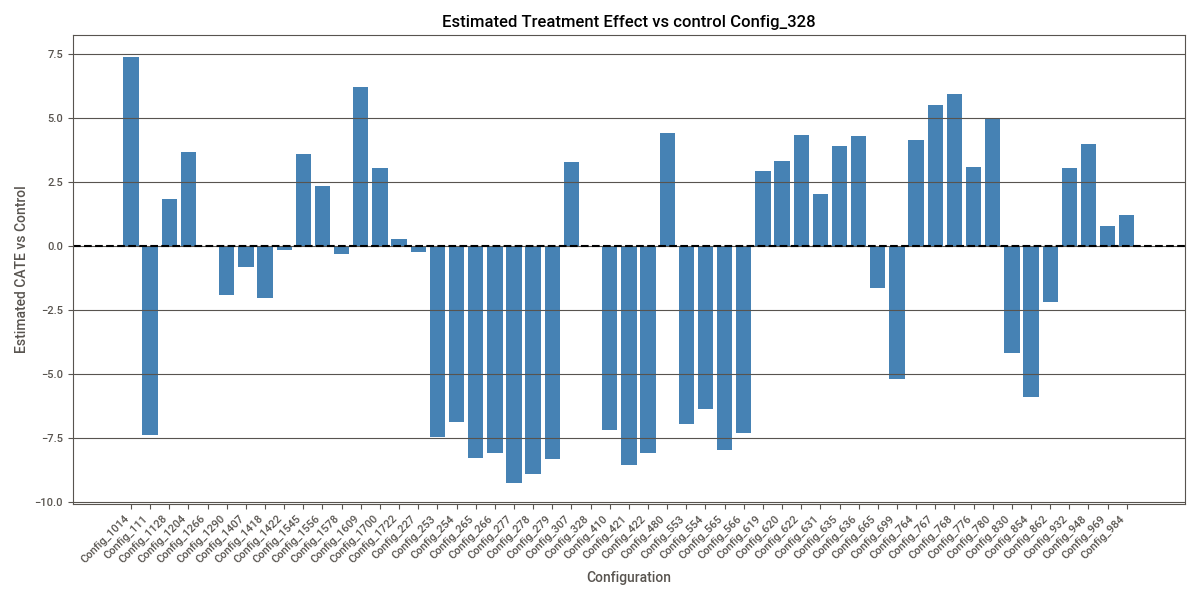 Estimated Treatment Effect vs control Config_328
Estimated CATE vs Control
7.5
5.0
2.5
0.0
−2.5
−5.0
−7.5
−10.0
Config_1014
Config_111
Config_1128
Config_1204
Config_1266
Config_1290
Config_1407
Config_1418
Config_1422
Config_1545
Config_1556
Config_1578
Config_1609
Config_1700
Config_1722
Config_227
Config_253
Config_254
Config_265
Config_266
Config_277
Config_278
Config_279
Config_307
Config_328
Config_410
Config_421
Config_422
Config_480
Config_553
Config_554
Config_565
Config_566
Config_619
Config_620
Config_622
Config_631
Config_635
Config_636
Config_665
Config_699
Config_764
Config_767
Config_768
Config_776
Config_780
Config_830
Config_854
Config_862
Config_932
Config_948
Config_969
Config_984
Configuration